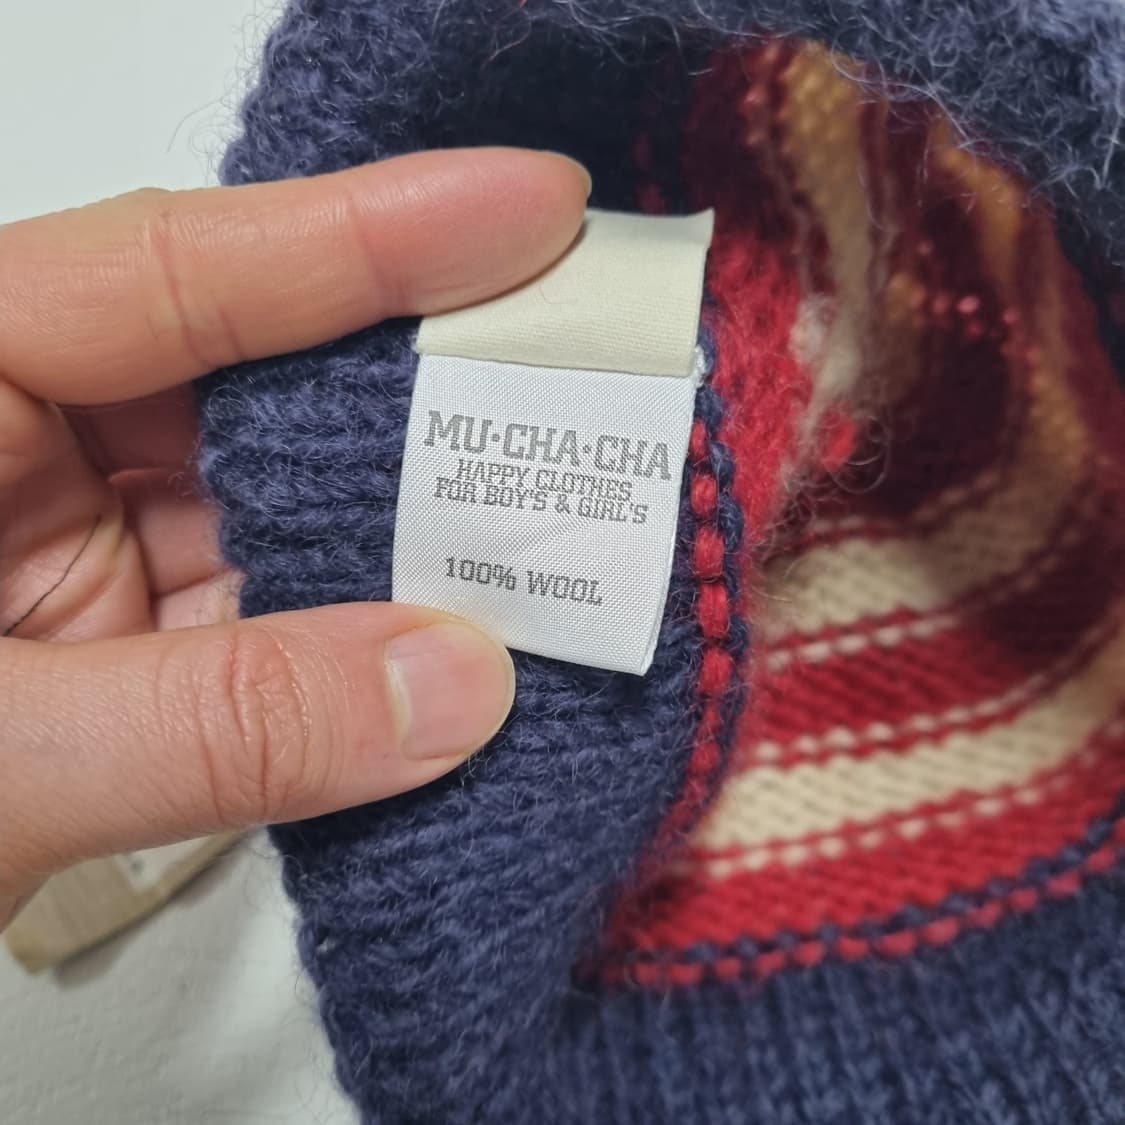 MU·CHA·CHA
HAPPY CLOTHES
FOR BOY'S & GIRL'S
100% WOOL